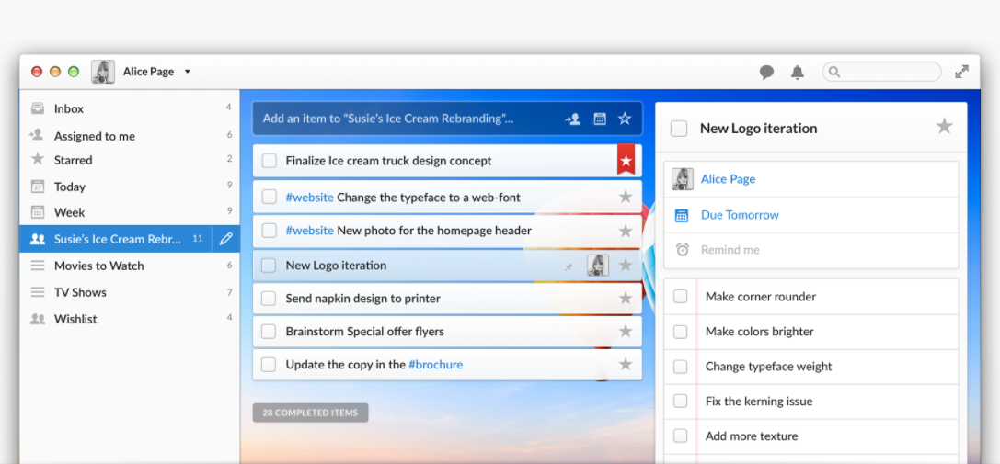 Alice Page
Inbox 4
Assigned to me 6
Starred 2
Today 9
Week 9
Susie's Ice Cream Rebr... 11
Movies to Watch 6
TV Shows 7
Wishlist 4
Add an item to “Susie's Ice Cream Rebranding”...
Finalize Ice cream truck design concept
#website Change the typeface to a web-font
#website New photo for the homepage header
New Logo iteration
Send napkin design to printer
Brainstorm Special offer flyers
Update the copy in the #brochure
28 COMPLETED ITEMS
New Logo iteration
Alice Page
Due Tomorrow
Remind me
Make corner rounder
Make colors brighter
Change typeface weight
Fix the kerning issue
Add more texture